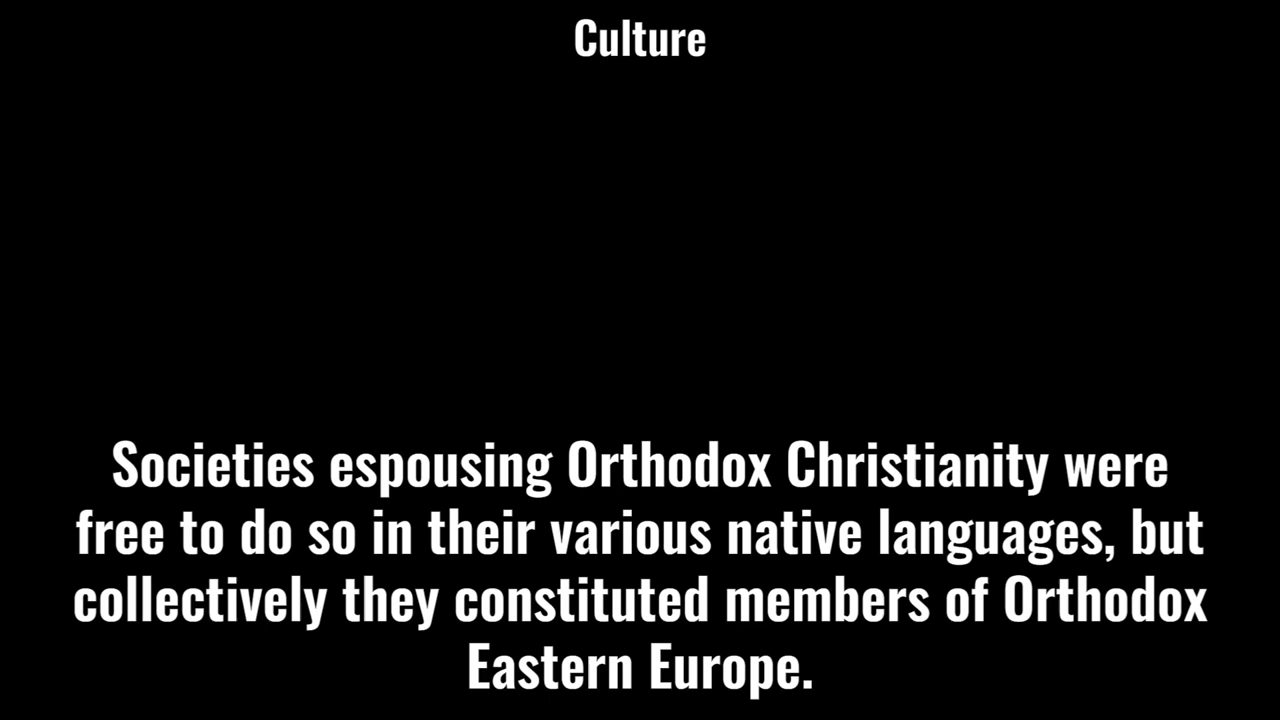 Culture
Societies espousing Orthodox Christianity were
free to do so in their various native languages, but
collectively they constituted members of Orthodox
Eastern Europe.